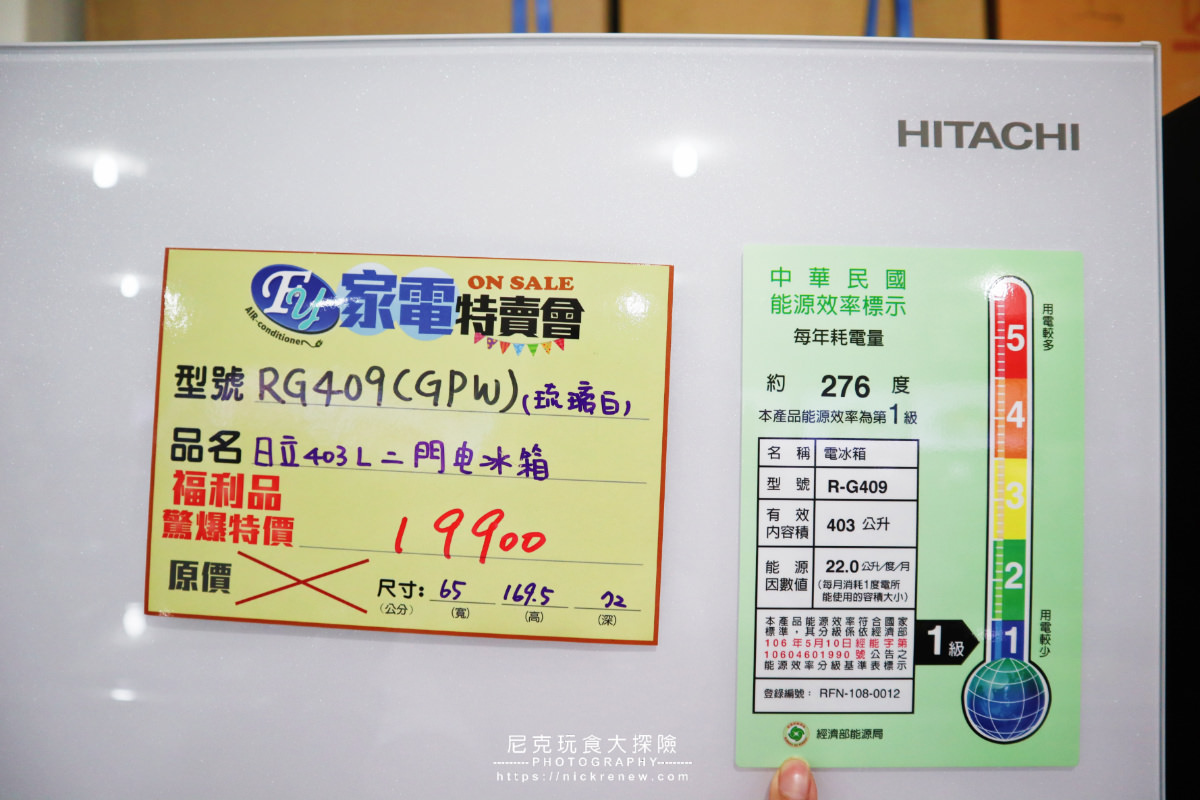 HITACHI
Fy 家電特賣會 ON SALE
AIR-conditioner
型號 RG409(GPW)(琉璃白)
品名 日立403L二門电冰箱
福利品
驚爆特價 19900
原價
尺寸: 65 169.5 72
(公分) (寬) (高) (深)
中華民國
能源效率標示
每年耗電量
約 276 度
本產品能源效率為第1級
名稱 電冰箱
型號 R-G409
有效內容積 403 公升
能源因數值 22.0 公升/度/月
(每月消耗1度電所
能使用的容積大小)
本產品能源效率符合國家
標準,其分級係依經濟部
106年5月10日經能字第
10604601990號公告之
能源效率分級基準表標示
登錄編號: RFN-108-0012
經濟部能源局
用電較多
5
4
3
2
1
用電較少
1級
尼克玩食大探險
--------PHOTOGRAPHY--------
https://nickrenew.com